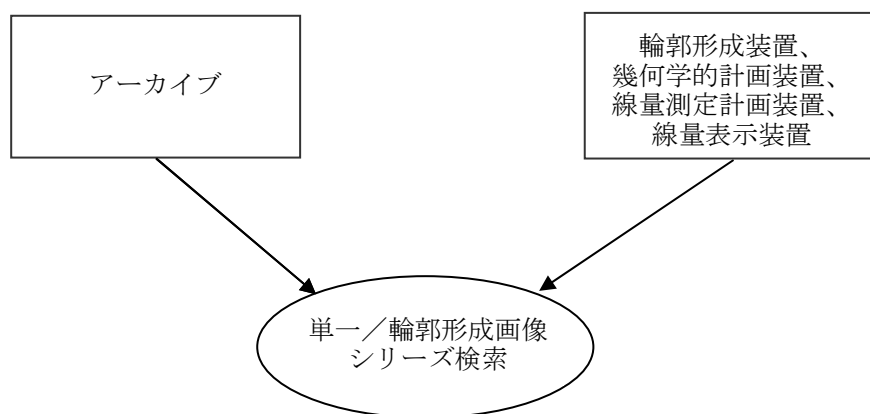 アーカイブ
輪郭形成装置、
幾何学的計画装置、
線量測定計画装置、
線量表示装置
単一／輪郭形成画像
シリーズ検索